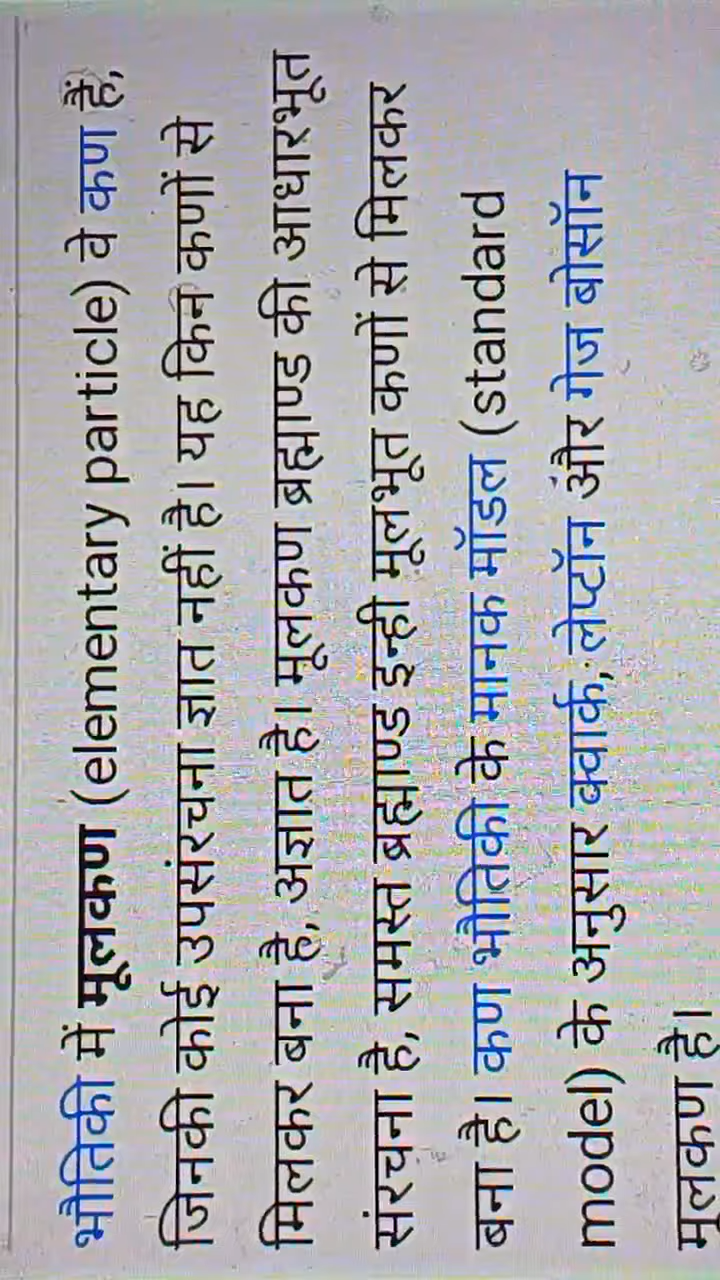 भौतिकी में मूलकण (elementary particle) वे कण हैं,
जिनकी कोई उपसंरचना ज्ञात नहीं है। यह किन कणों से
मिलकर बना है, अज्ञात है। मूलकण ब्रह्माण्ड की आधारभूत
संरचना है, समस्त ब्रह्माण्ड इन्ही मूलभूत कणों से मिलकर
बना है। कण भौतिकी के मानक मॉडल (standard
model) के अनुसार क्वार्क, लेप्टॉन और गेज बोसॉन
मूलकण है।